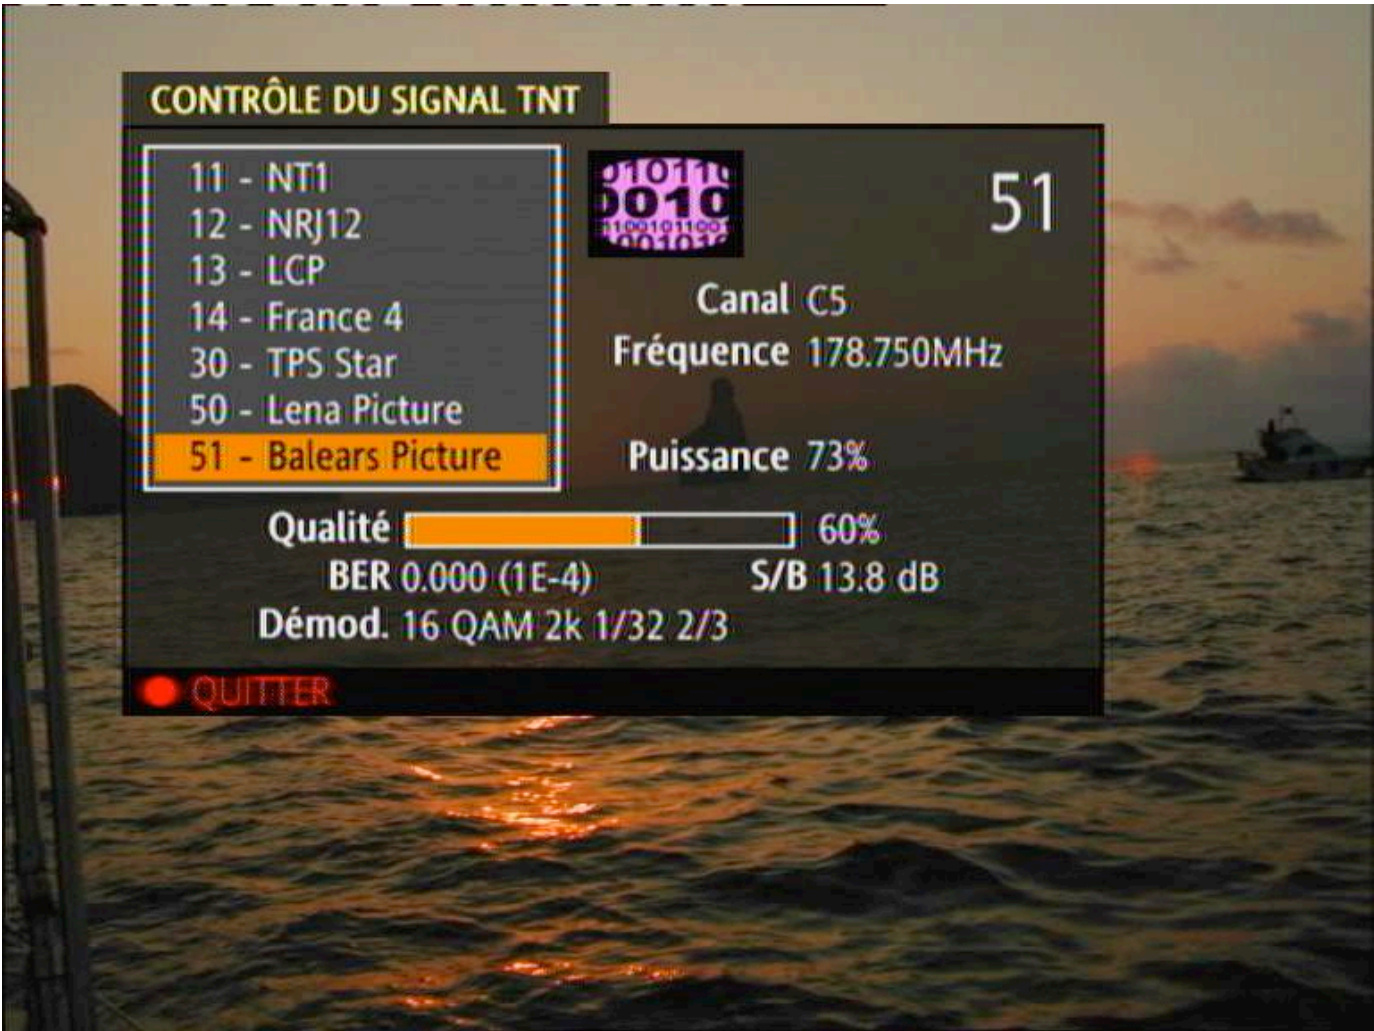 CONTRÔLE DU SIGNAL TNT
11 - NT1
12 - NRJ12
13 - LCP
14 - France 4
30 - TPS Star
50 - Lena Picture
51 - Balears Picture
0010
51
Canal C5
Fréquence 178.750MHz
Puissance 73%
Qualité 60%
BER 0.000 (1E-4) S/B 13.8 dB
Démod. 16 QAM 2k 1/32 2/3
QUITTER